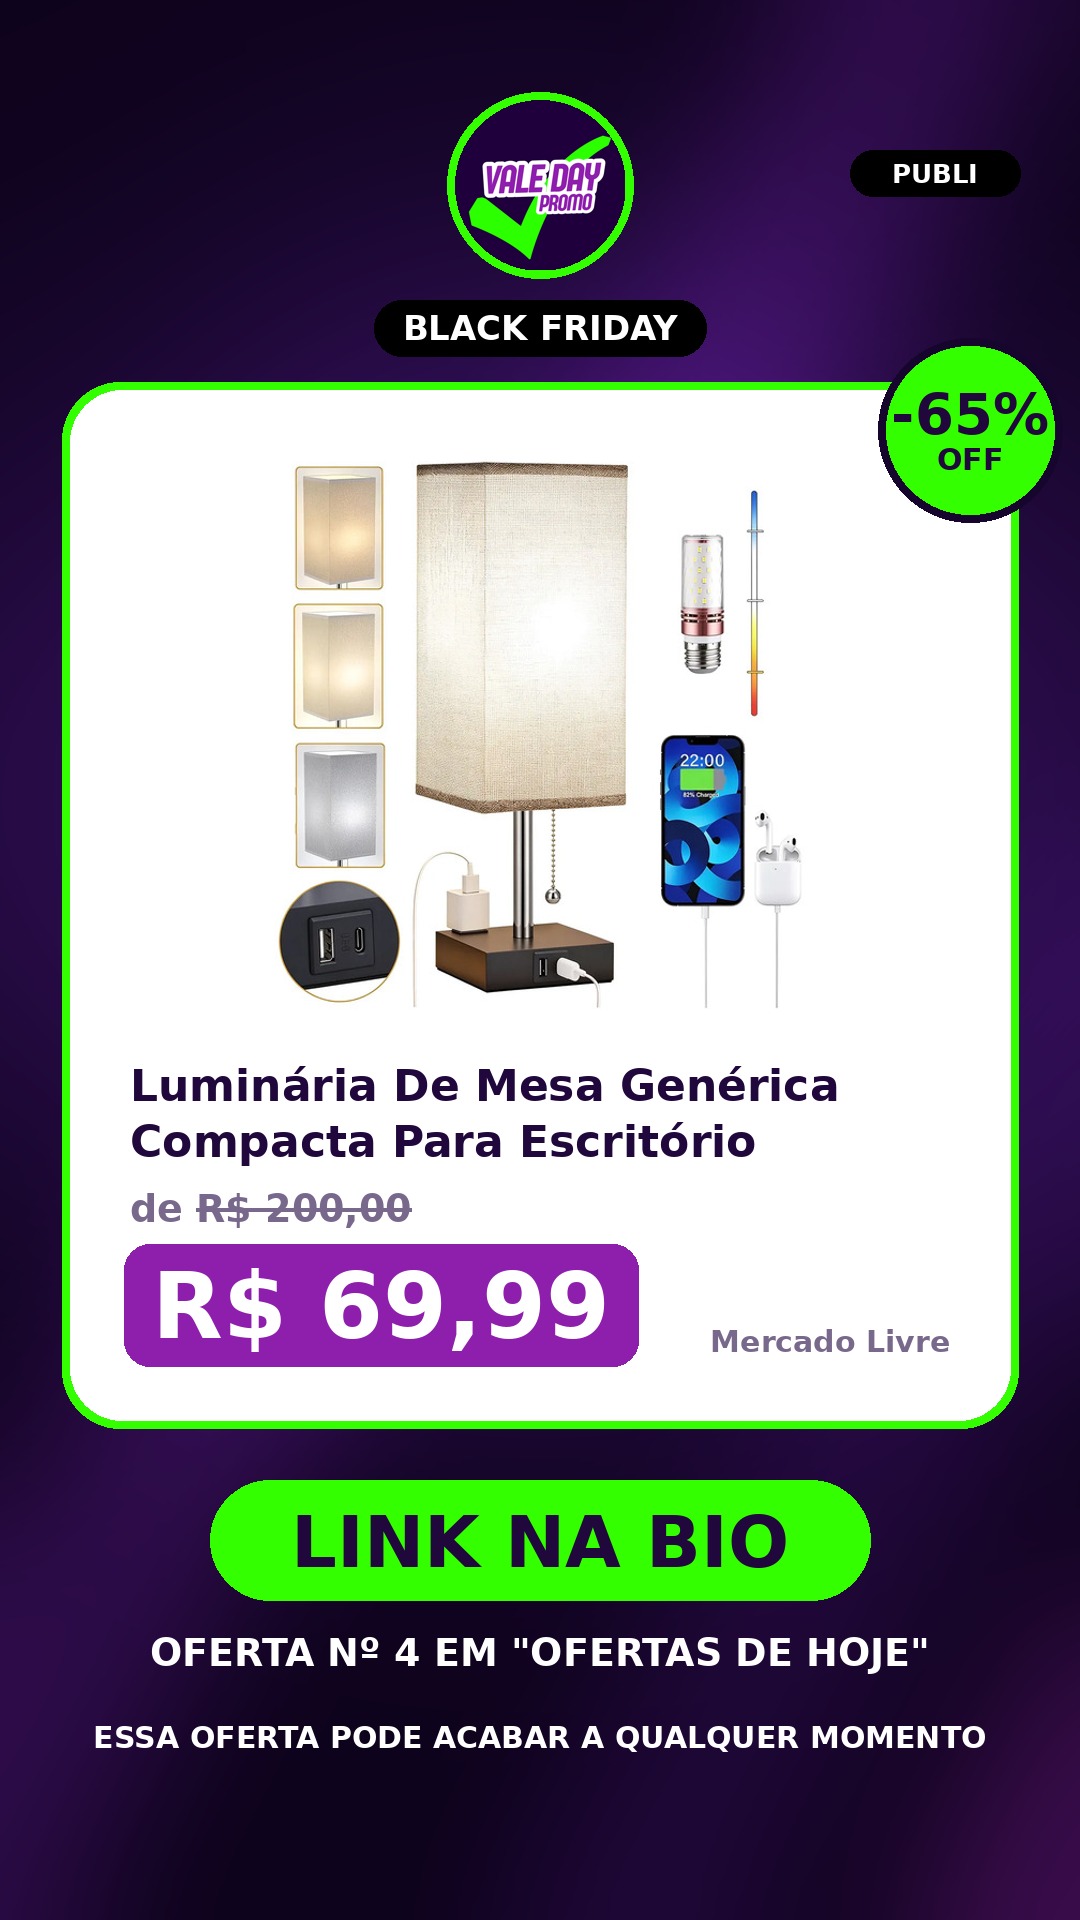 VALE DAY
PROMO
PUBLI
BLACK FRIDAY
-65%
OFF
22:00
82% Charged
Luminária De Mesa Genérica
Compacta Para Escritório
de R$ 200,00
R$ 69,99
Mercado Livre
LINK NA BIO
OFERTA Nº 4 EM "OFERTAS DE HOJE"
ESSA OFERTA PODE ACABAR A QUALQUER MOMENTO